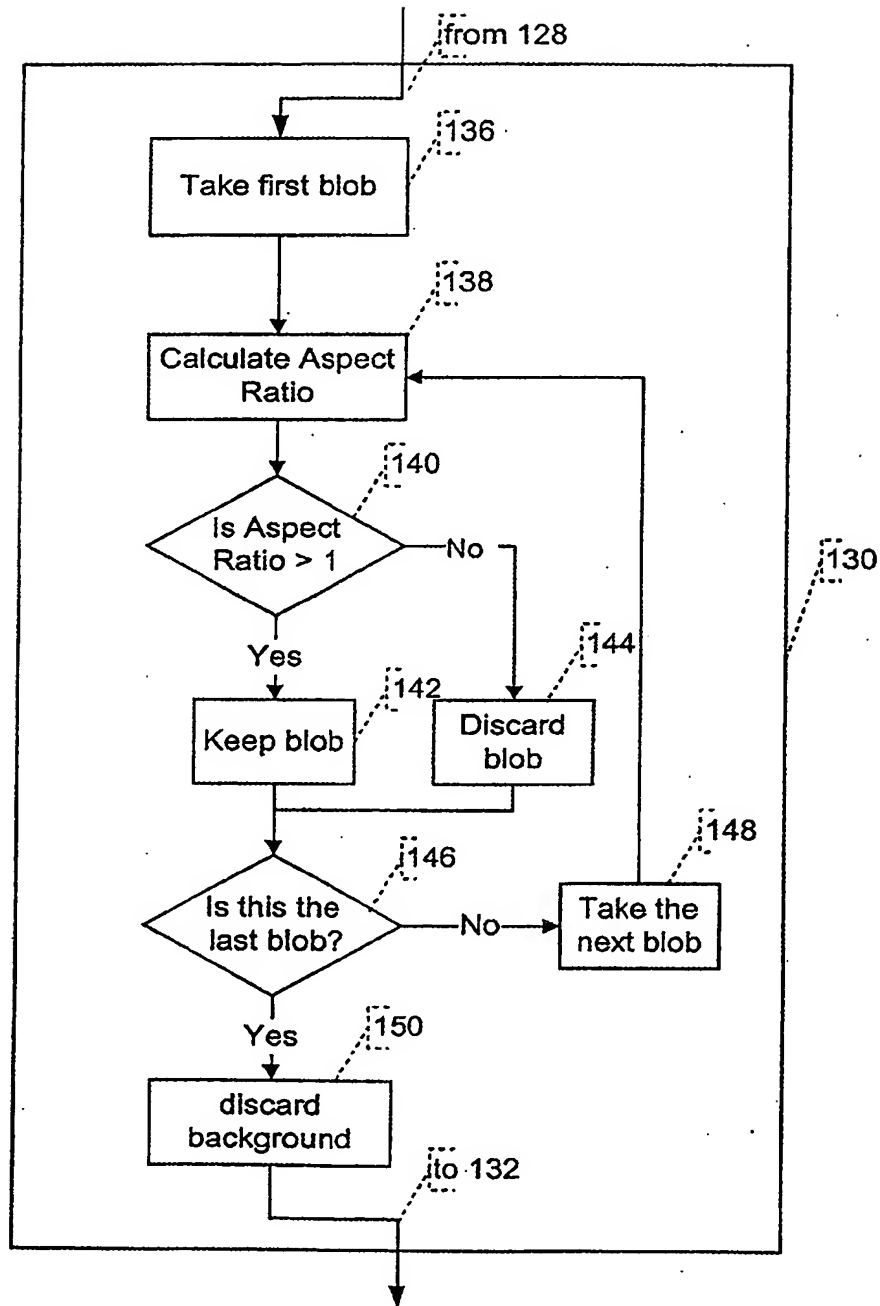 from 128
136
Take first blob
138
Calculate Aspect
Ratio
140
Is Aspect
Ratio > 1
No
130
Yes
144
142
Keep blob
Discard
blob
148
146
Is this the
last blob?
No
Take the
next blob
Yes
150
discard
background
to 132